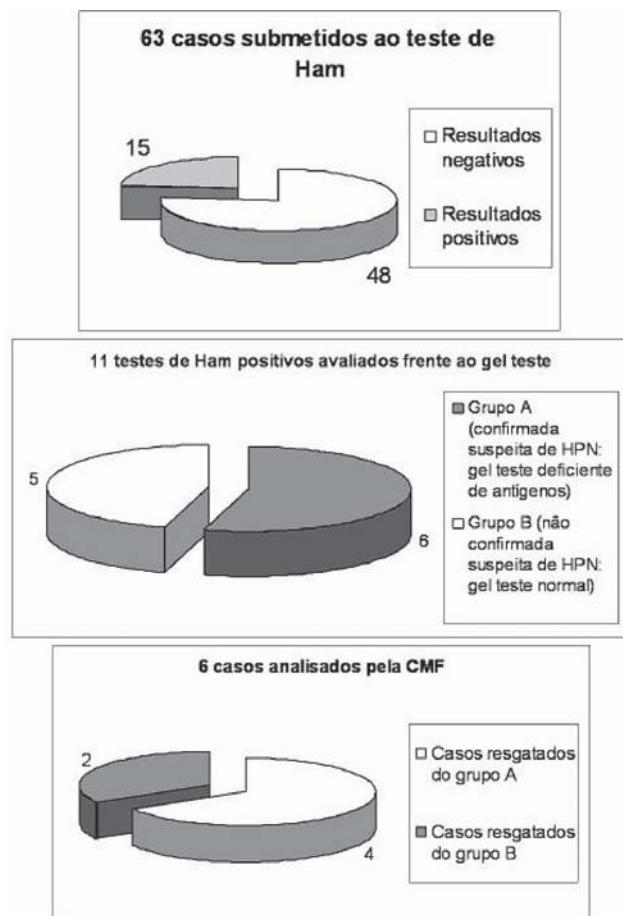 63 casos submetidos ao teste de
Ham
15
48
Resultados
negativos
Resultados
positivos
11 testes de Ham positivos avaliados frente ao gel teste
5
6
Grupo A
(confirmada
suspeita de HPN:
gel teste deficiente
de antígenos)
Grupo B (não
confirmada
suspeita de HPN:
gel teste normal)
6 casos analisados pela CMF
2
4
Casos resgatados
do grupo A
Casos resgatados
do grupo B